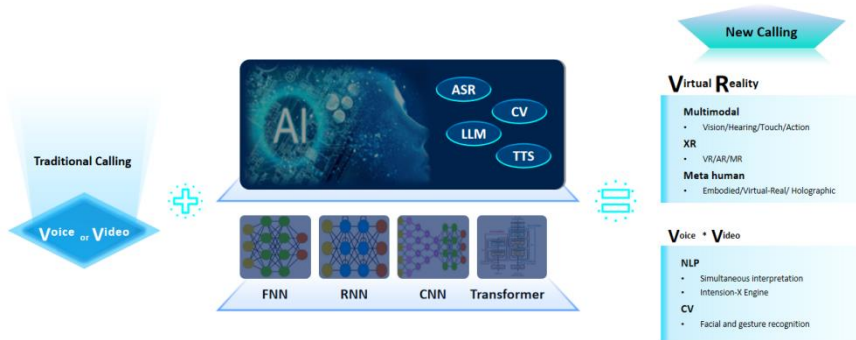 Traditional Calling
Voice or Video
AI
ASR
CV
LLM
TTS
FNN
RNN
CNN
Transformer
New Calling
Virtual Reality
Multimodal
• Vision/Hearing/Touch/Action
XR
• VR/AR/MR
Meta human
• Embodied/Virtual-Real/ Holographic
Voice * Video
NLP
• Simultaneous interpretation
• Intension-X Engine
CV
• Facial and gesture recognition